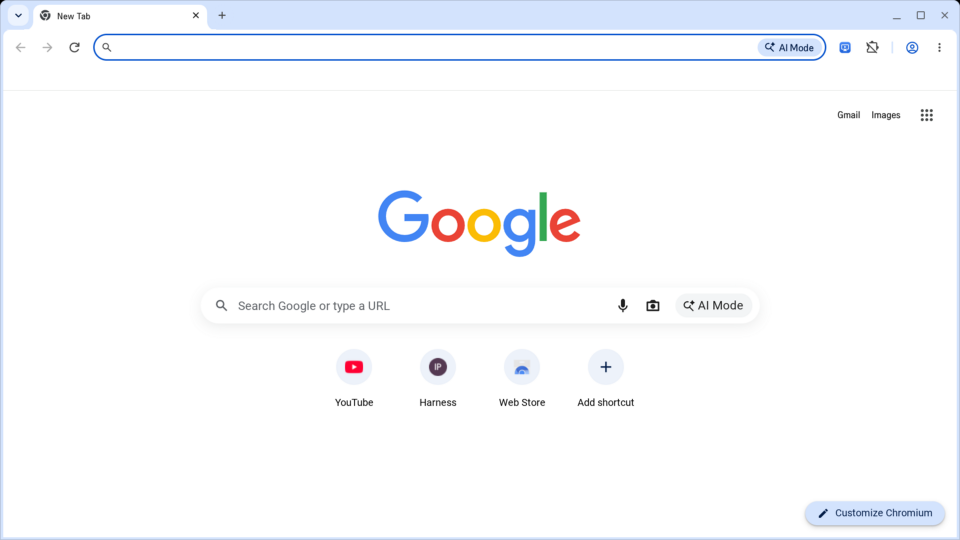 New Tab
AI Mode
Gmail Images
Google
Search Google or type a URL AI Mode
IP
YouTube Harness Web Store Add shortcut
Customize Chromium